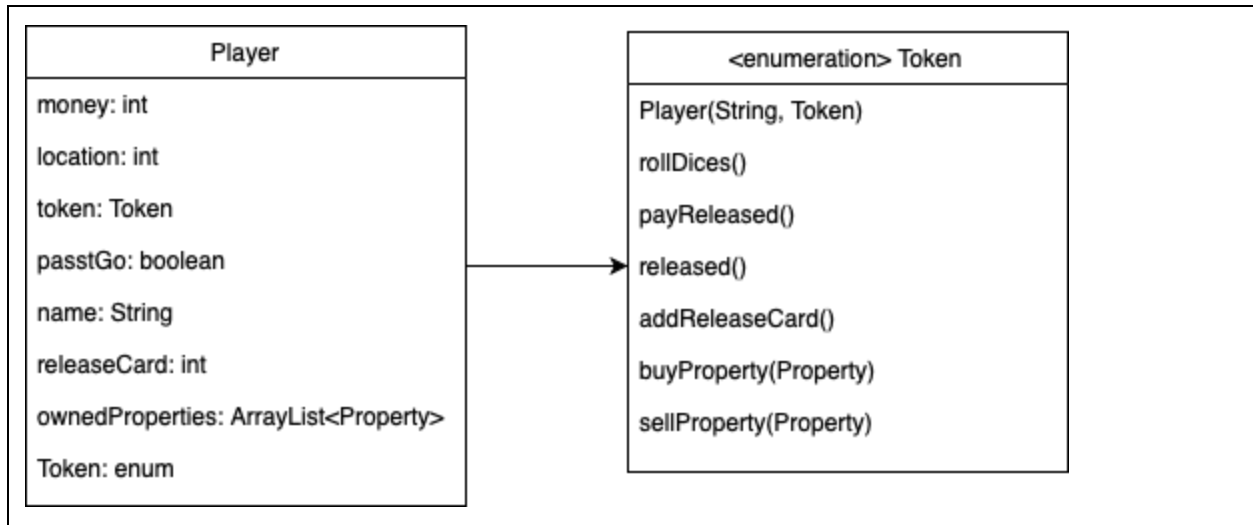 Player
money: int
location: int
token: Token
passtGo: boolean
name: String
releaseCard: int
ownedProperties: ArrayList<Property>
Token: enum
<enumeration> Token
Player(String, Token)
rollDices()
payReleased()
released()
addReleaseCard()
buyProperty(Property)
sellProperty(Property)